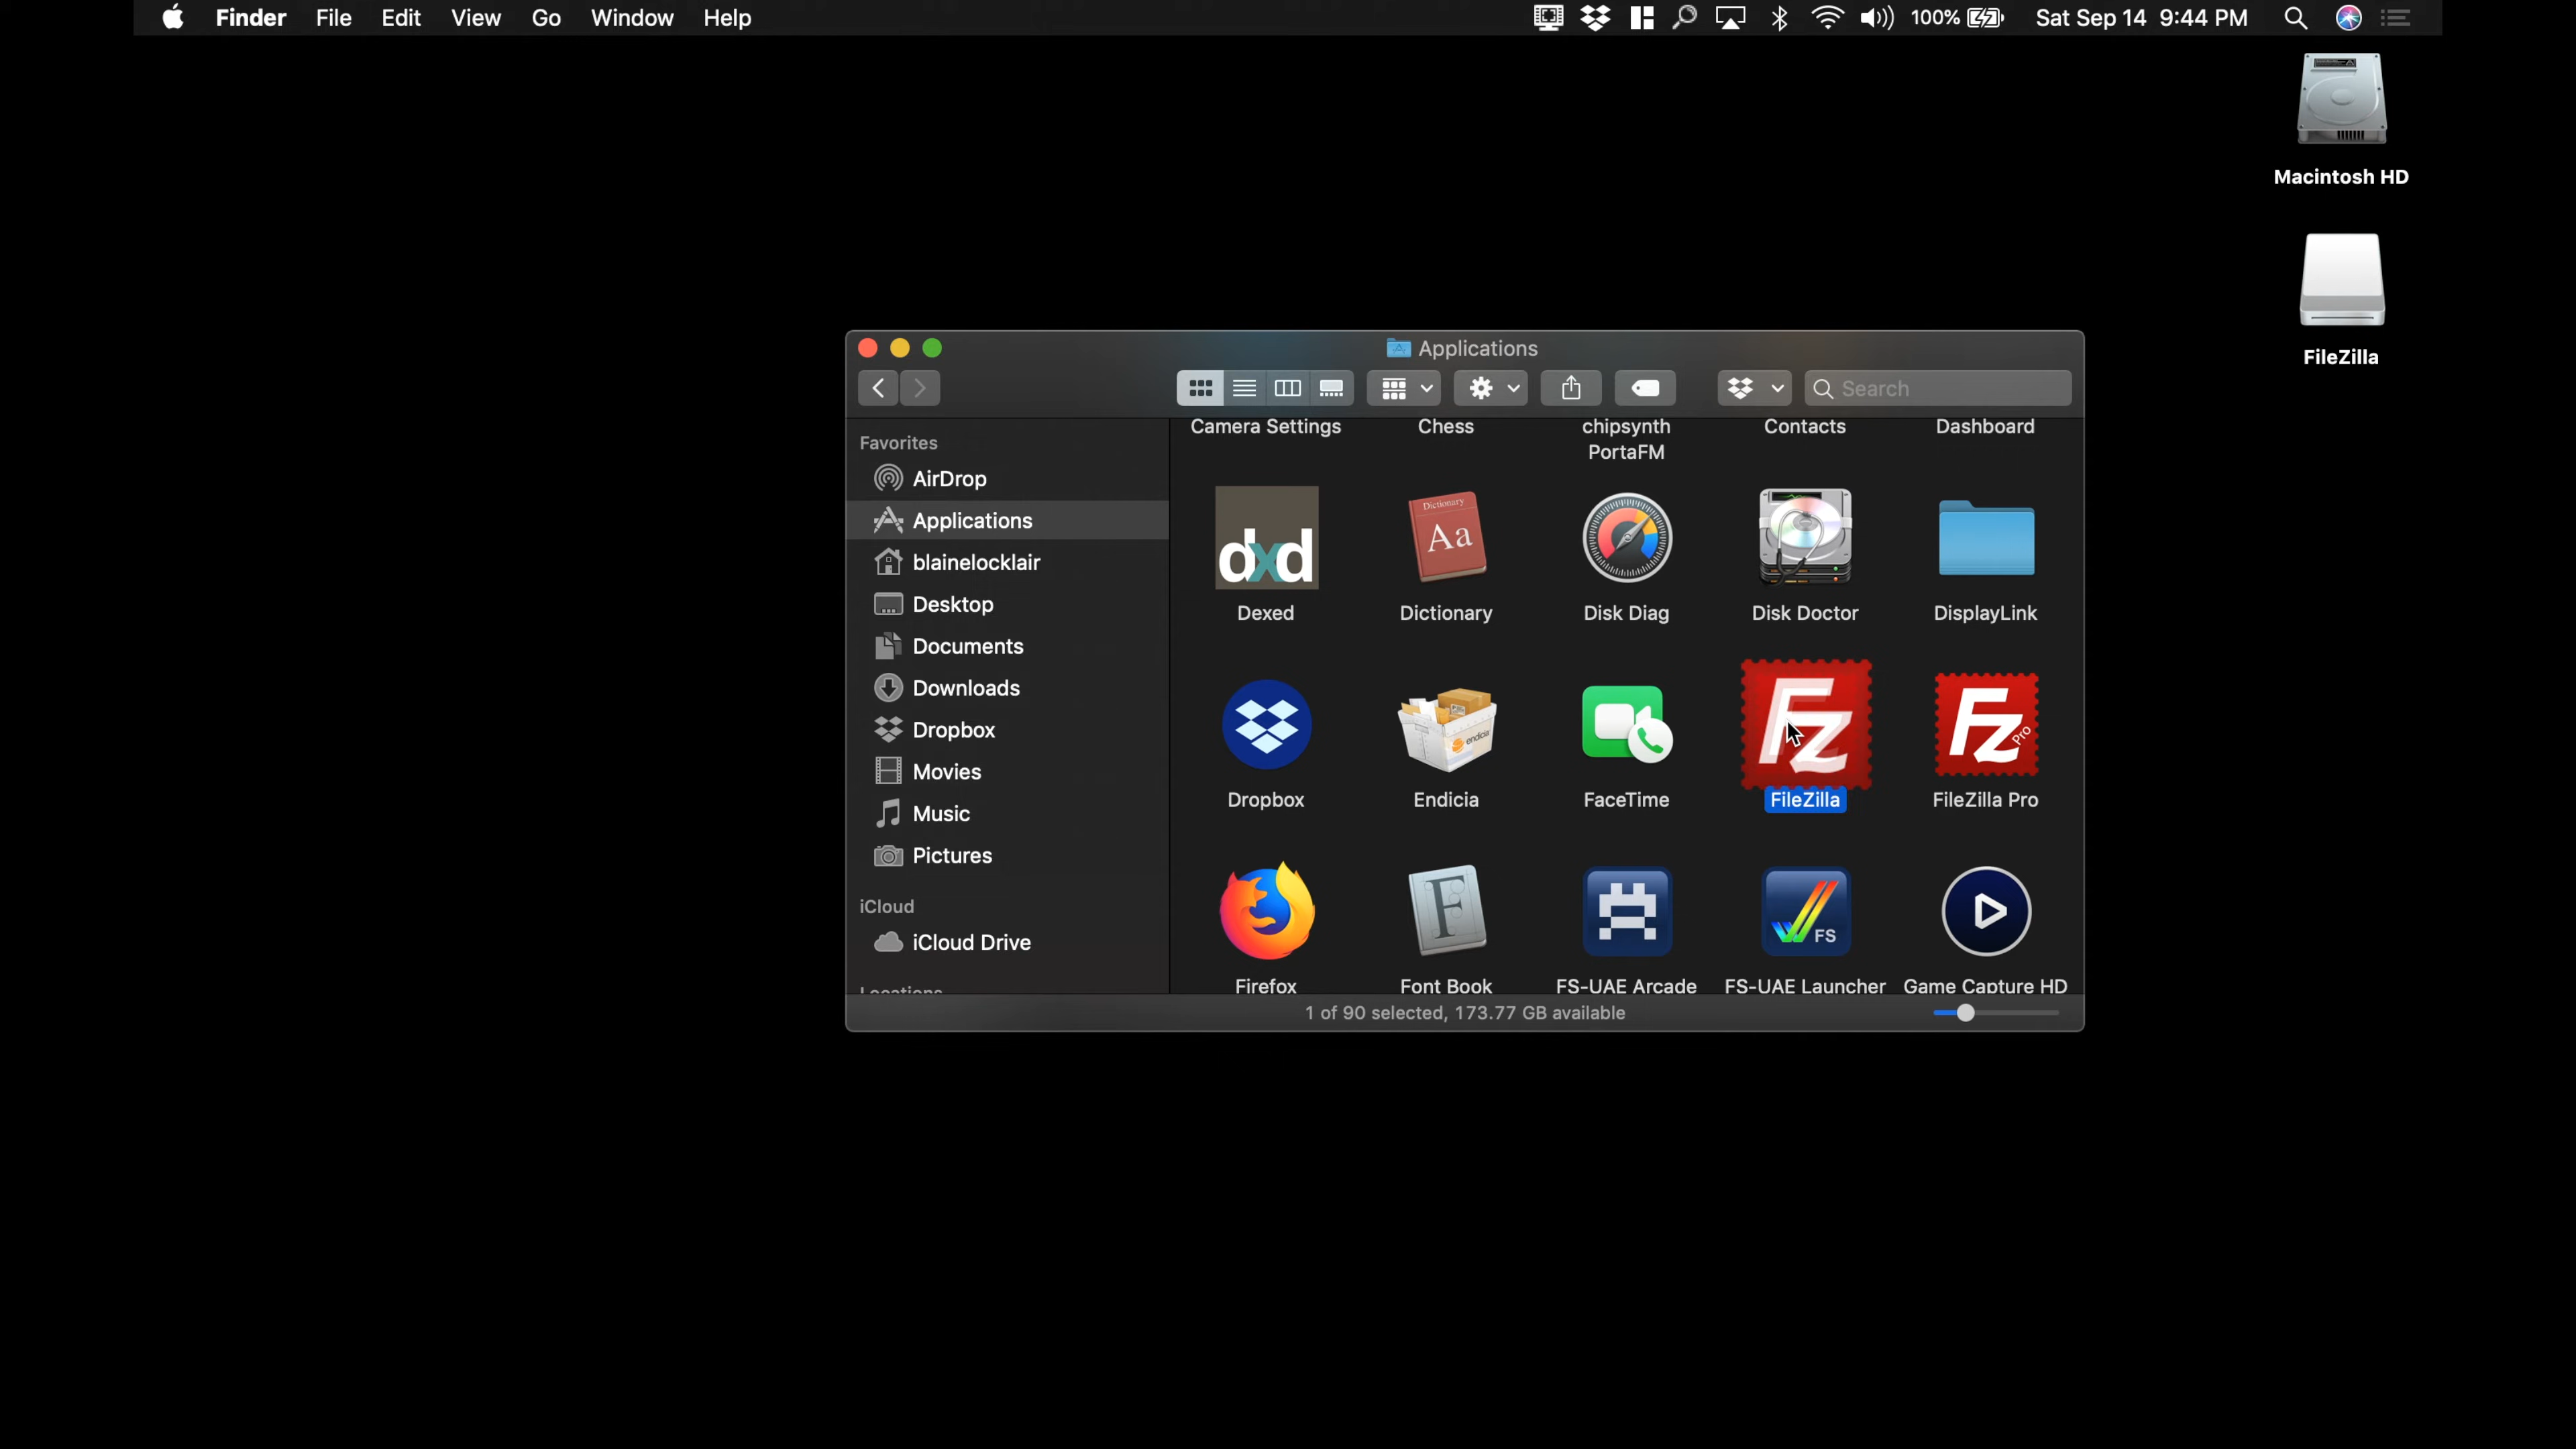 Finder File Edit View Go Window Help 100% Sat Sep 14 9:44 PM
Macintosh HD
FileZilla
Applications
Search
Favorites
AirDrop
Applications
blainelocklair
Desktop
Documents
Downloads
Dropbox
Movies
Music
Pictures
iCloud
iCloud Drive
Locations
Camera Settings Chess chipsynth PortaFM Contacts Dashboard
dxd Dictionary Aa
Dexed Dictionary Disk Diag Disk Doctor DisplayLink
endicia Fz Fz Pro
Dropbox Endicia FaceTime FileZilla FileZilla Pro
F FS
Firefox Font Book FS-UAE Arcade FS-UAE Launcher Game Capture HD
1 of 90 selected, 173.77 GB available